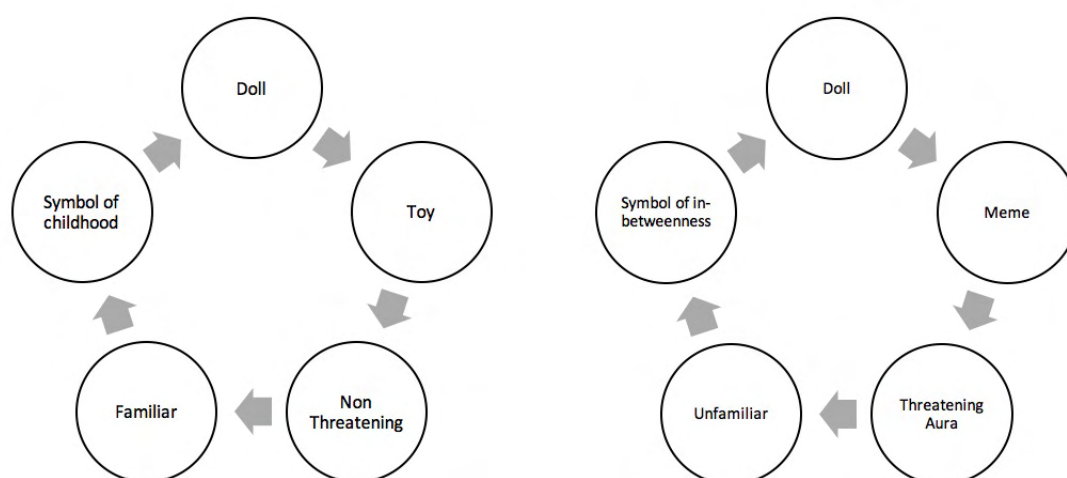 Doll
Toy
Non
Threatening
Familiar
Symbol of
childhood
Doll
Meme
Threatening
Aura
Unfamiliar
Symbol of in-
betweenness